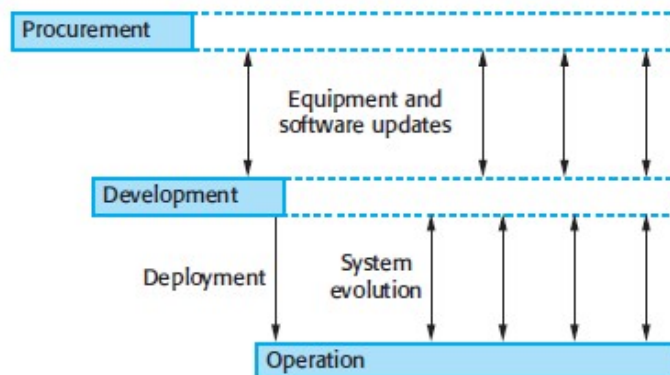 Procurement
Equipment and
software updates
Development
Deployment
System
evolution
Operation